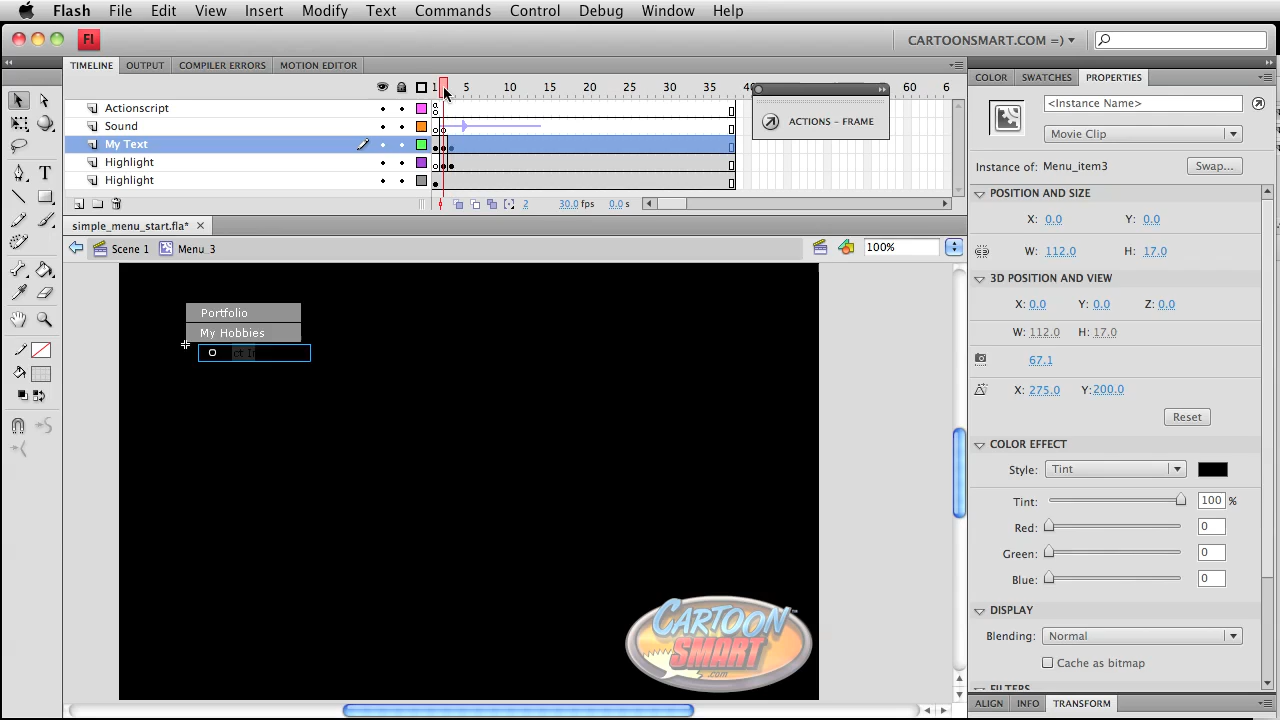 Flash File Edit View Insert Modify Text Commands Control Debug Window Help
Fl CARTOONSMART.COM =)
TIMELINE OUTPUT COMPILER ERRORS MOTION EDITOR
1 5 10 15 20 25 30 35 40 60 6
Actionscript
Sound
My Text
Highlight
Highlight
2 30.0 fps 0.0 s
ACTIONS - FRAME
simple_menu_start.fla*
Scene 1 Menu 3 100%
Portfolio
My Hobbies
CARTOON SMART .com
COLOR SWATCHES PROPERTIES
<Instance Name>
Movie Clip
Instance of: Menu_item3 Swap...
POSITION AND SIZE
X: 0.0 Y: 0.0
W: 112.0 H: 17.0
3D POSITION AND VIEW
X: 0.0 Y: 0.0 Z: 0.0
W: 112.0 H: 17.0
67.1
X: 275.0 Y: 200.0
Reset
COLOR EFFECT
Style: Tint
Tint: 100 %
Red: 0
Green: 0
Blue: 0
DISPLAY
Blending: Normal
Cache as bitmap
FILTERS
ALIGN INFO TRANSFORM